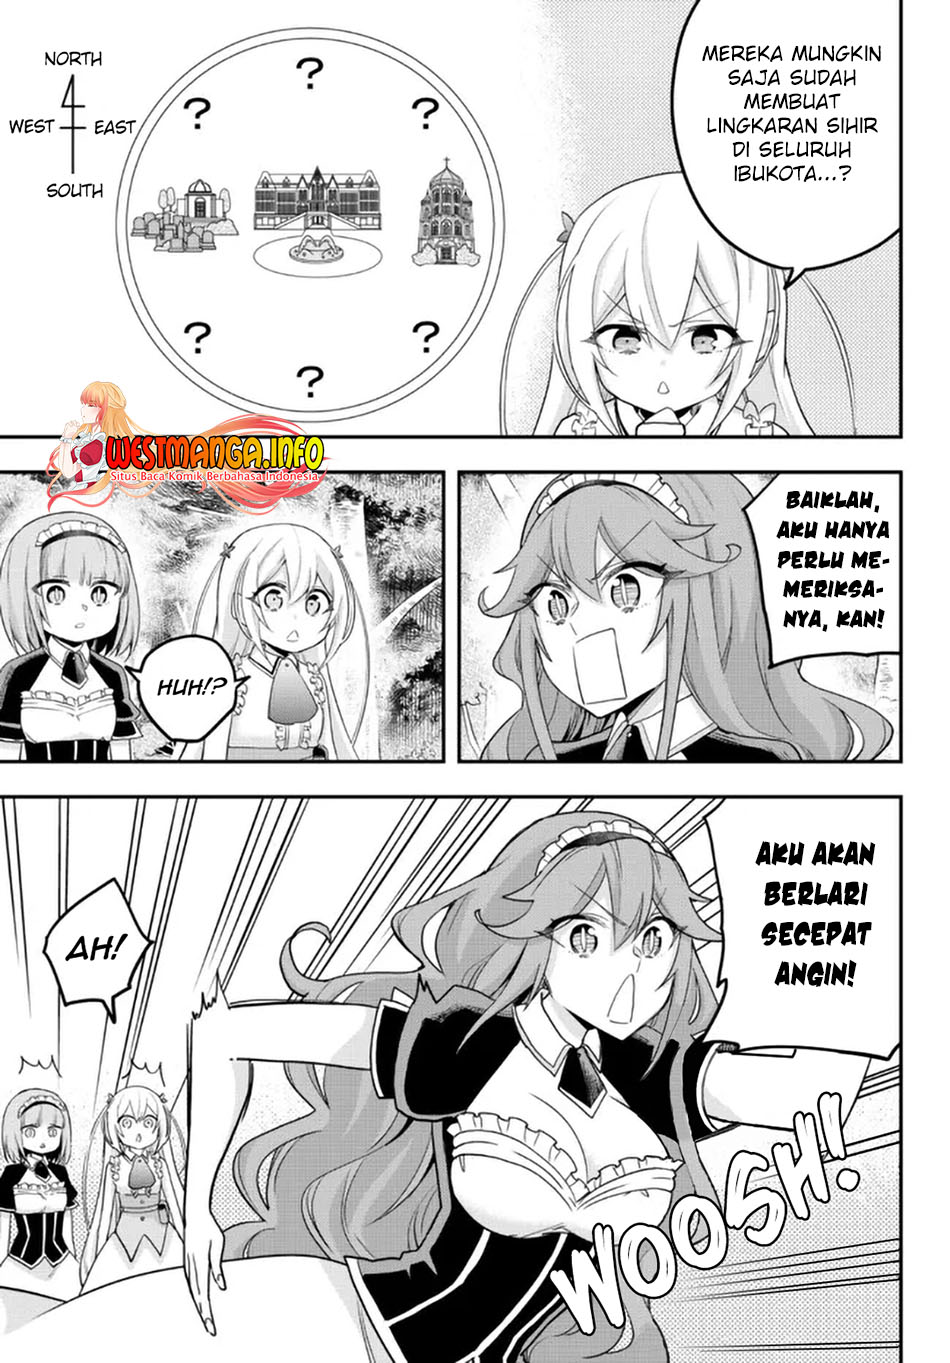 MEREKA MUNGKIN
SAJA SUDAH
MEMBUAT
LINGKARAN SIHIR
DI SELURUH
IBUKOTA...?
NORTH
WEST
EAST
SOUTH
?
?
?
?
?
?
WESTMANGA.INFO
Situs Baca Komik Berbahasa Indonesia
BAIKLAH,
AKU HANYA
PERLU ME-
MERIKSA-
NYA, KAN!
HUH!?
AKU AKAN
BERLARI
SECEPAT
ANGIN!
AH!
WOOSH!